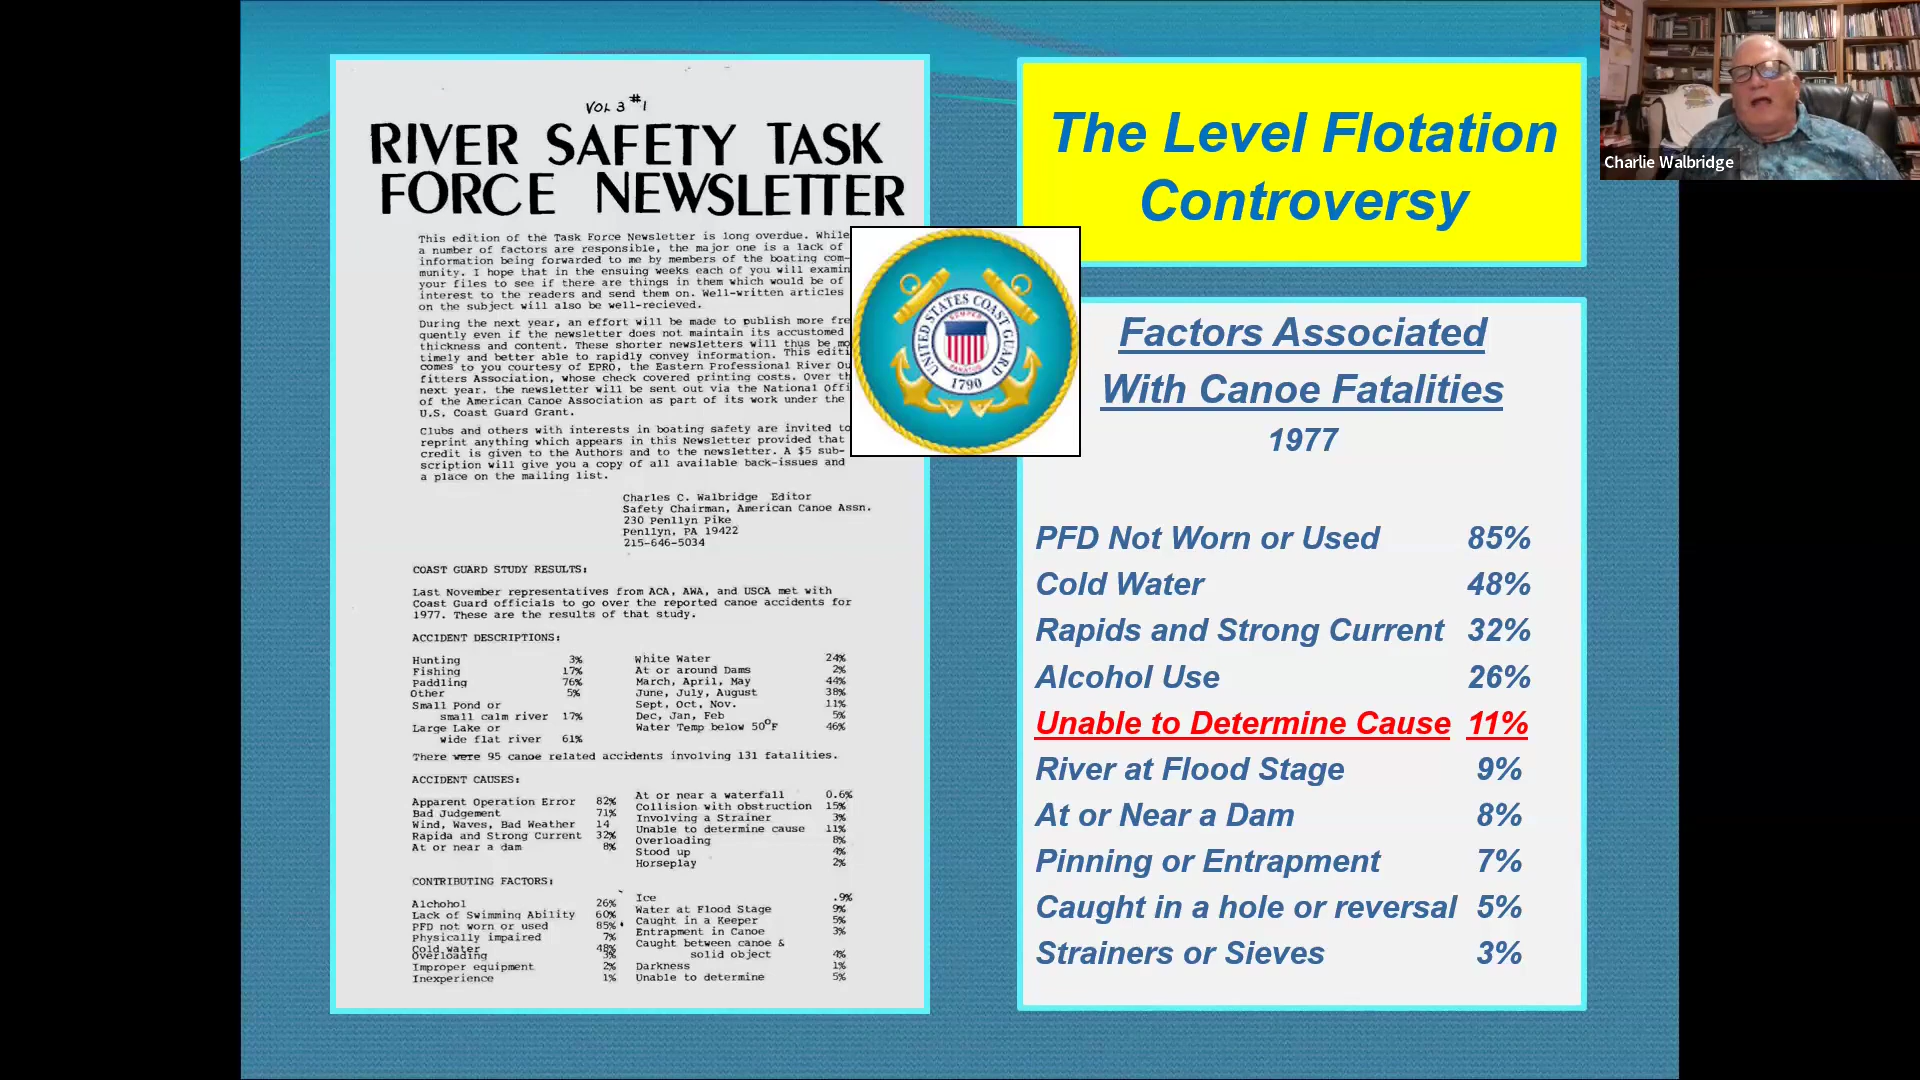 VOL 3 #1
RIVER SAFETY TASK
FORCE NEWSLETTER
This edition of the Task Force Newsletter is long overdue. While
a number of factors are responsible, the major one is a lack of
information being forwarded to me by members of the boating com-
munity. I hope that in the ensuing weeks each of you will examin
your files to see if there are things in them which would be of
interest to the readers and send them on. Well-written articles
on the subject will also be well-recieved.
During the next year, an effort will be made to publish more fre
quently even if the newsletter does not maintain its accustomed
thickness and content. These shorter newsletters will thus be mo
timely and better able to rapidly convey information. This editi
comes to you courtesy of EPRO, the Eastern Professional River Ou
fitters Association, whose check covered printing costs. Over th
next year, the newsletter will be sent out via the National Offi
of the American Canoe Association as part of its work under the
U.S. Coast Guard Grant.
Clubs and others with interests in boating safety are invited to
reprint anything which appears in this Newsletter provided that
credit is given to the Authors and to the newsletter. A $5 sub-
scription will give you a copy of all available back-issues and
a place on the mailing list.
Charles C. Walbridge Editor
Safety Chairman, American Canoe Assn.
230 Penllyn Pike
Penllyn, PA 19422
215-646-5034
COAST GUARD STUDY RESULTS:
Last November representatives from ACA, AWA, and USCA met with
Coast Guard officials to go over the reported canoe accidents for
1977. These are the results of that study.
ACCIDENT DESCRIPTIONS:
Hunting 3%
Fishing 17%
Paddling 76%
Other 5%
Small Pond or
small calm river 17%
Large Lake or
wide flat river 61%
White Water 24%
At or around Dams 2%
March, April, May 44%
June, July, August 38%
Sept, Oct, Nov. 11%
Dec, Jan, Feb 5%
Water Temp below 50°F 46%
There were 95 canoe related accidents involving 131 fatalities.
ACCIDENT CAUSES:
Apparent Operation Error 82%
Bad Judgement 71%
Wind, Waves, Bad Weather 14
Rapida and Strong Current 32%
At or near a dam 8%
At or near a waterfall 0.6%
Collision with obstruction 15%
Involving a Strainer 3%
Unable to determine cause 11%
Overloading 8%
Stood up 4%
Horseplay 2%
CONTRIBUTING FACTORS:
Alchohol 26%
Lack of Swimming Ability 60%
PFD not worn or used 85%
Physically impaired 7%
Cold water 48%
Overloading 3%
Improper equipment 2%
Inexperience 1%
Ice .9%
Water at Flood Stage 9%
Caught in a Keeper 5%
Entrapment in Canoe 3%
Caught between canoe &
solid object 4%
Darkness 1%
Unable to determine 5%
UNITED STATES COAST GUARD
SEMPER
PARATUS
1790
The Level Flotation
Controversy
Factors Associated
With Canoe Fatalities
1977
PFD Not Worn or Used 85%
Cold Water 48%
Rapids and Strong Current 32%
Alcohol Use 26%
Unable to Determine Cause 11%
River at Flood Stage 9%
At or Near a Dam 8%
Pinning or Entrapment 7%
Caught in a hole or reversal 5%
Strainers or Sieves 3%
Charlie Walbridge